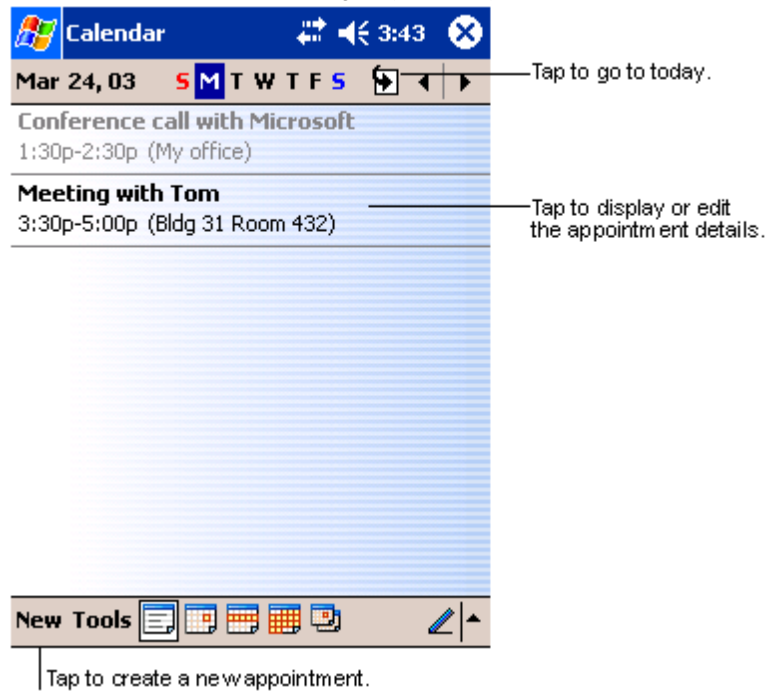 Calendar 3:43
Mar 24, 03 S M T W T F S
Tap to go to today.
Conference call with Microsoft
1:30p-2:30p (My office)
Meeting with Tom
3:30p-5:00p (Bldg 31 Room 432)
Tap to display or edit
the appointment details.
New Tools
Tap to create a new appointment.